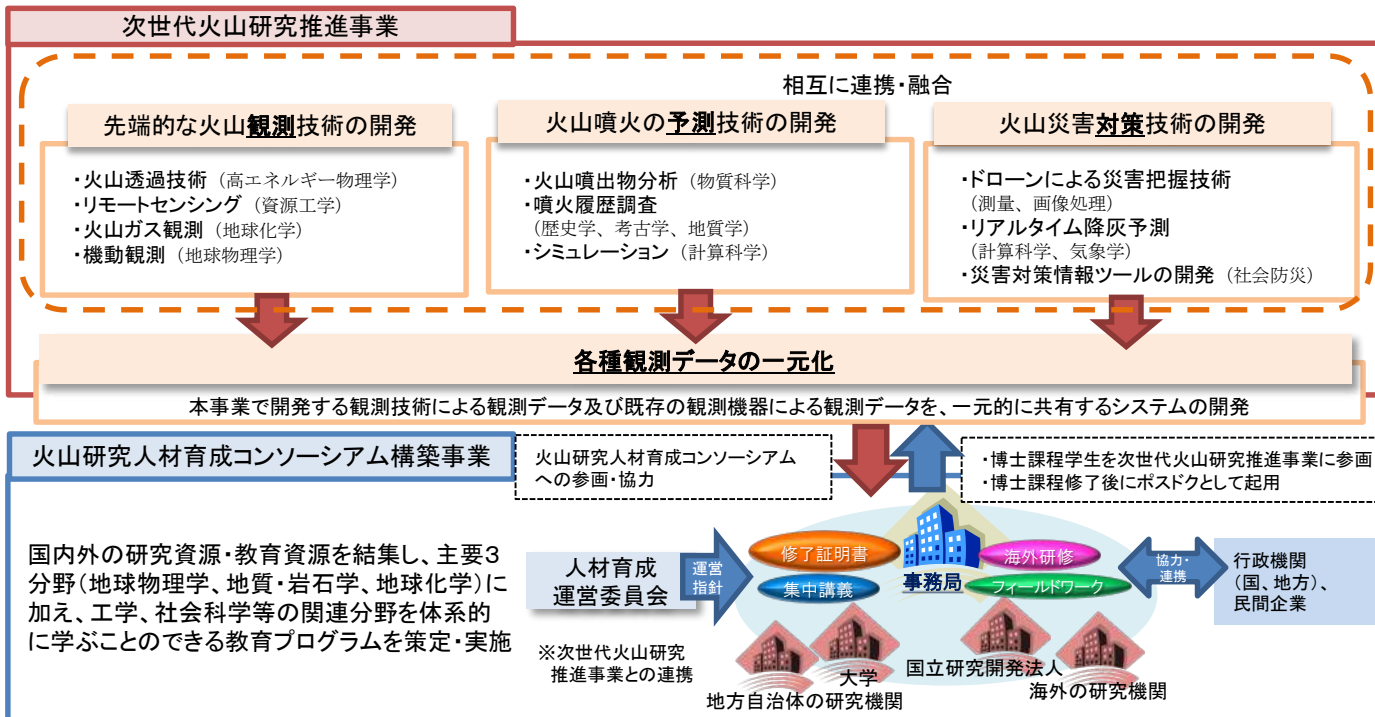 次世代火山研究推進事業
相互に連携・融合
先端的な火山観測技術の開発
・火山透過技術（高エネルギー物理学）
・リモートセンシング（資源工学）
・火山ガス観測（地球化学）
・機動観測（地球物理学）
火山噴火の予測技術の開発
・火山噴出物分析（物質科学）
・噴火履歴調査
（歴史学、考古学、地質学）
・シミュレーション（計算科学）
火山災害対策技術の開発
・ドローンによる災害把握技術
（測量、画像処理）
・リアルタイム降灰予測
（計算科学、気象学）
・災害対策情報ツールの開発（社会防災）
各種観測データの一元化
本事業で開発する観測技術による観測データ及び既存の観測機器による観測データを、一元的に共有するシステムの開発
火山研究人材育成コンソーシアム構築事業
火山研究人材育成コンソーシアム
への参画・協力
・博士課程学生を次世代火山研究推進事業に参画
・博士課程修了後にポスドクとして起用
国内外の研究資源・教育資源を結集し、主要３
分野（地球物理学、地質・岩石学、地球化学）に
加え、工学、社会科学等の関連分野を体系的
に学ぶことのできる教育プログラムを策定・実施
人材育成
運営委員会
運営
指針
修了証明書
集中講義
事務局
海外研修
フィールドワーク
協力・
連携
行政機関
（国、地方）、
民間企業
※次世代火山研究
推進事業との連携
大学
地方自治体の研究機関
国立研究開発法人
海外の研究機関